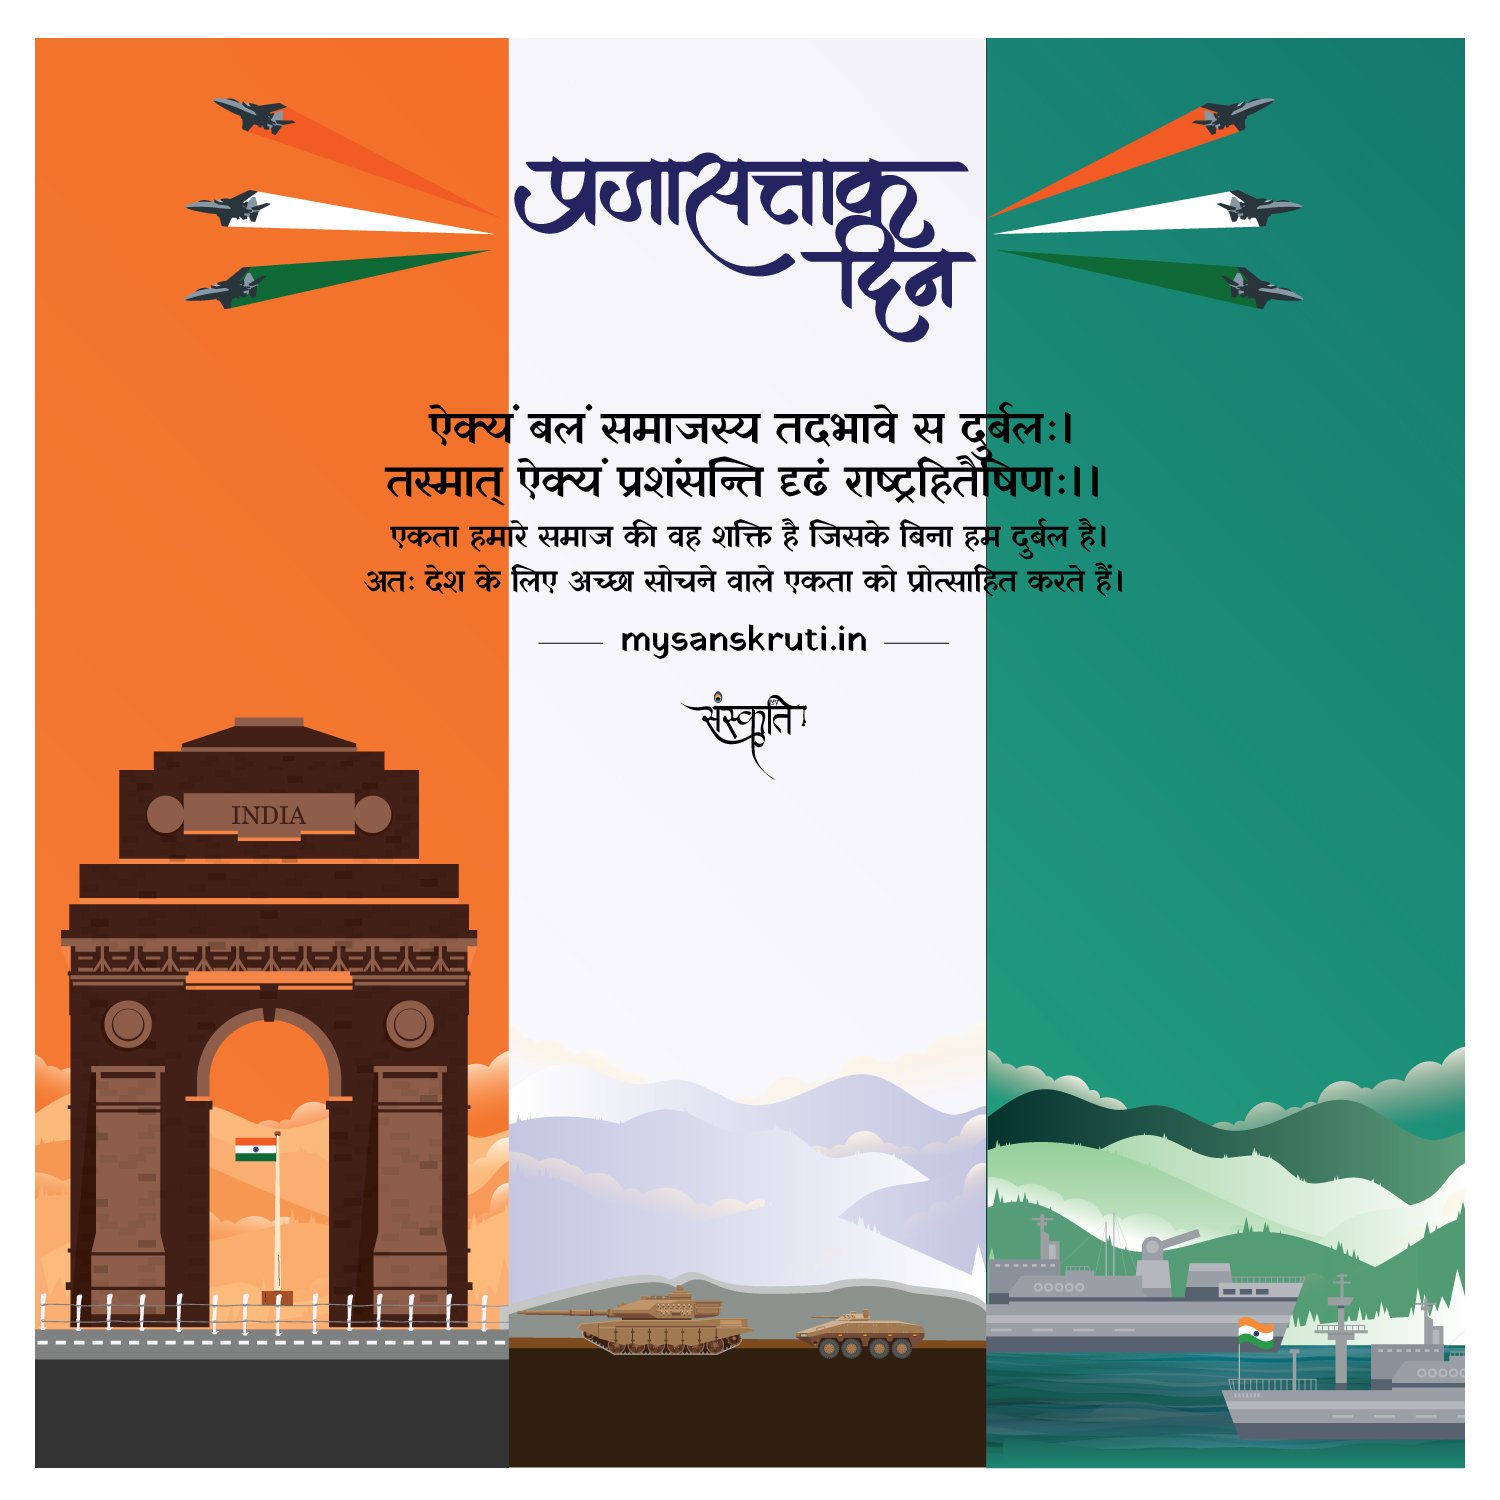 प्रजासत्ताक
दिन
ऐक्यं बलं समाजस्य तदभावे स दुर्बलः।
तस्मात् ऐक्यं प्रशंसन्ति दृढं राष्ट्रहितैषिणः।।
एकता हमारे समाज की वह शक्ति है जिसके बिना हम दुर्बल है।
अतः देश के लिए अच्छा सोचने वाले एकता को प्रोत्साहित करते हैं।
mysanskruti.in
संस्कृति
INDIA